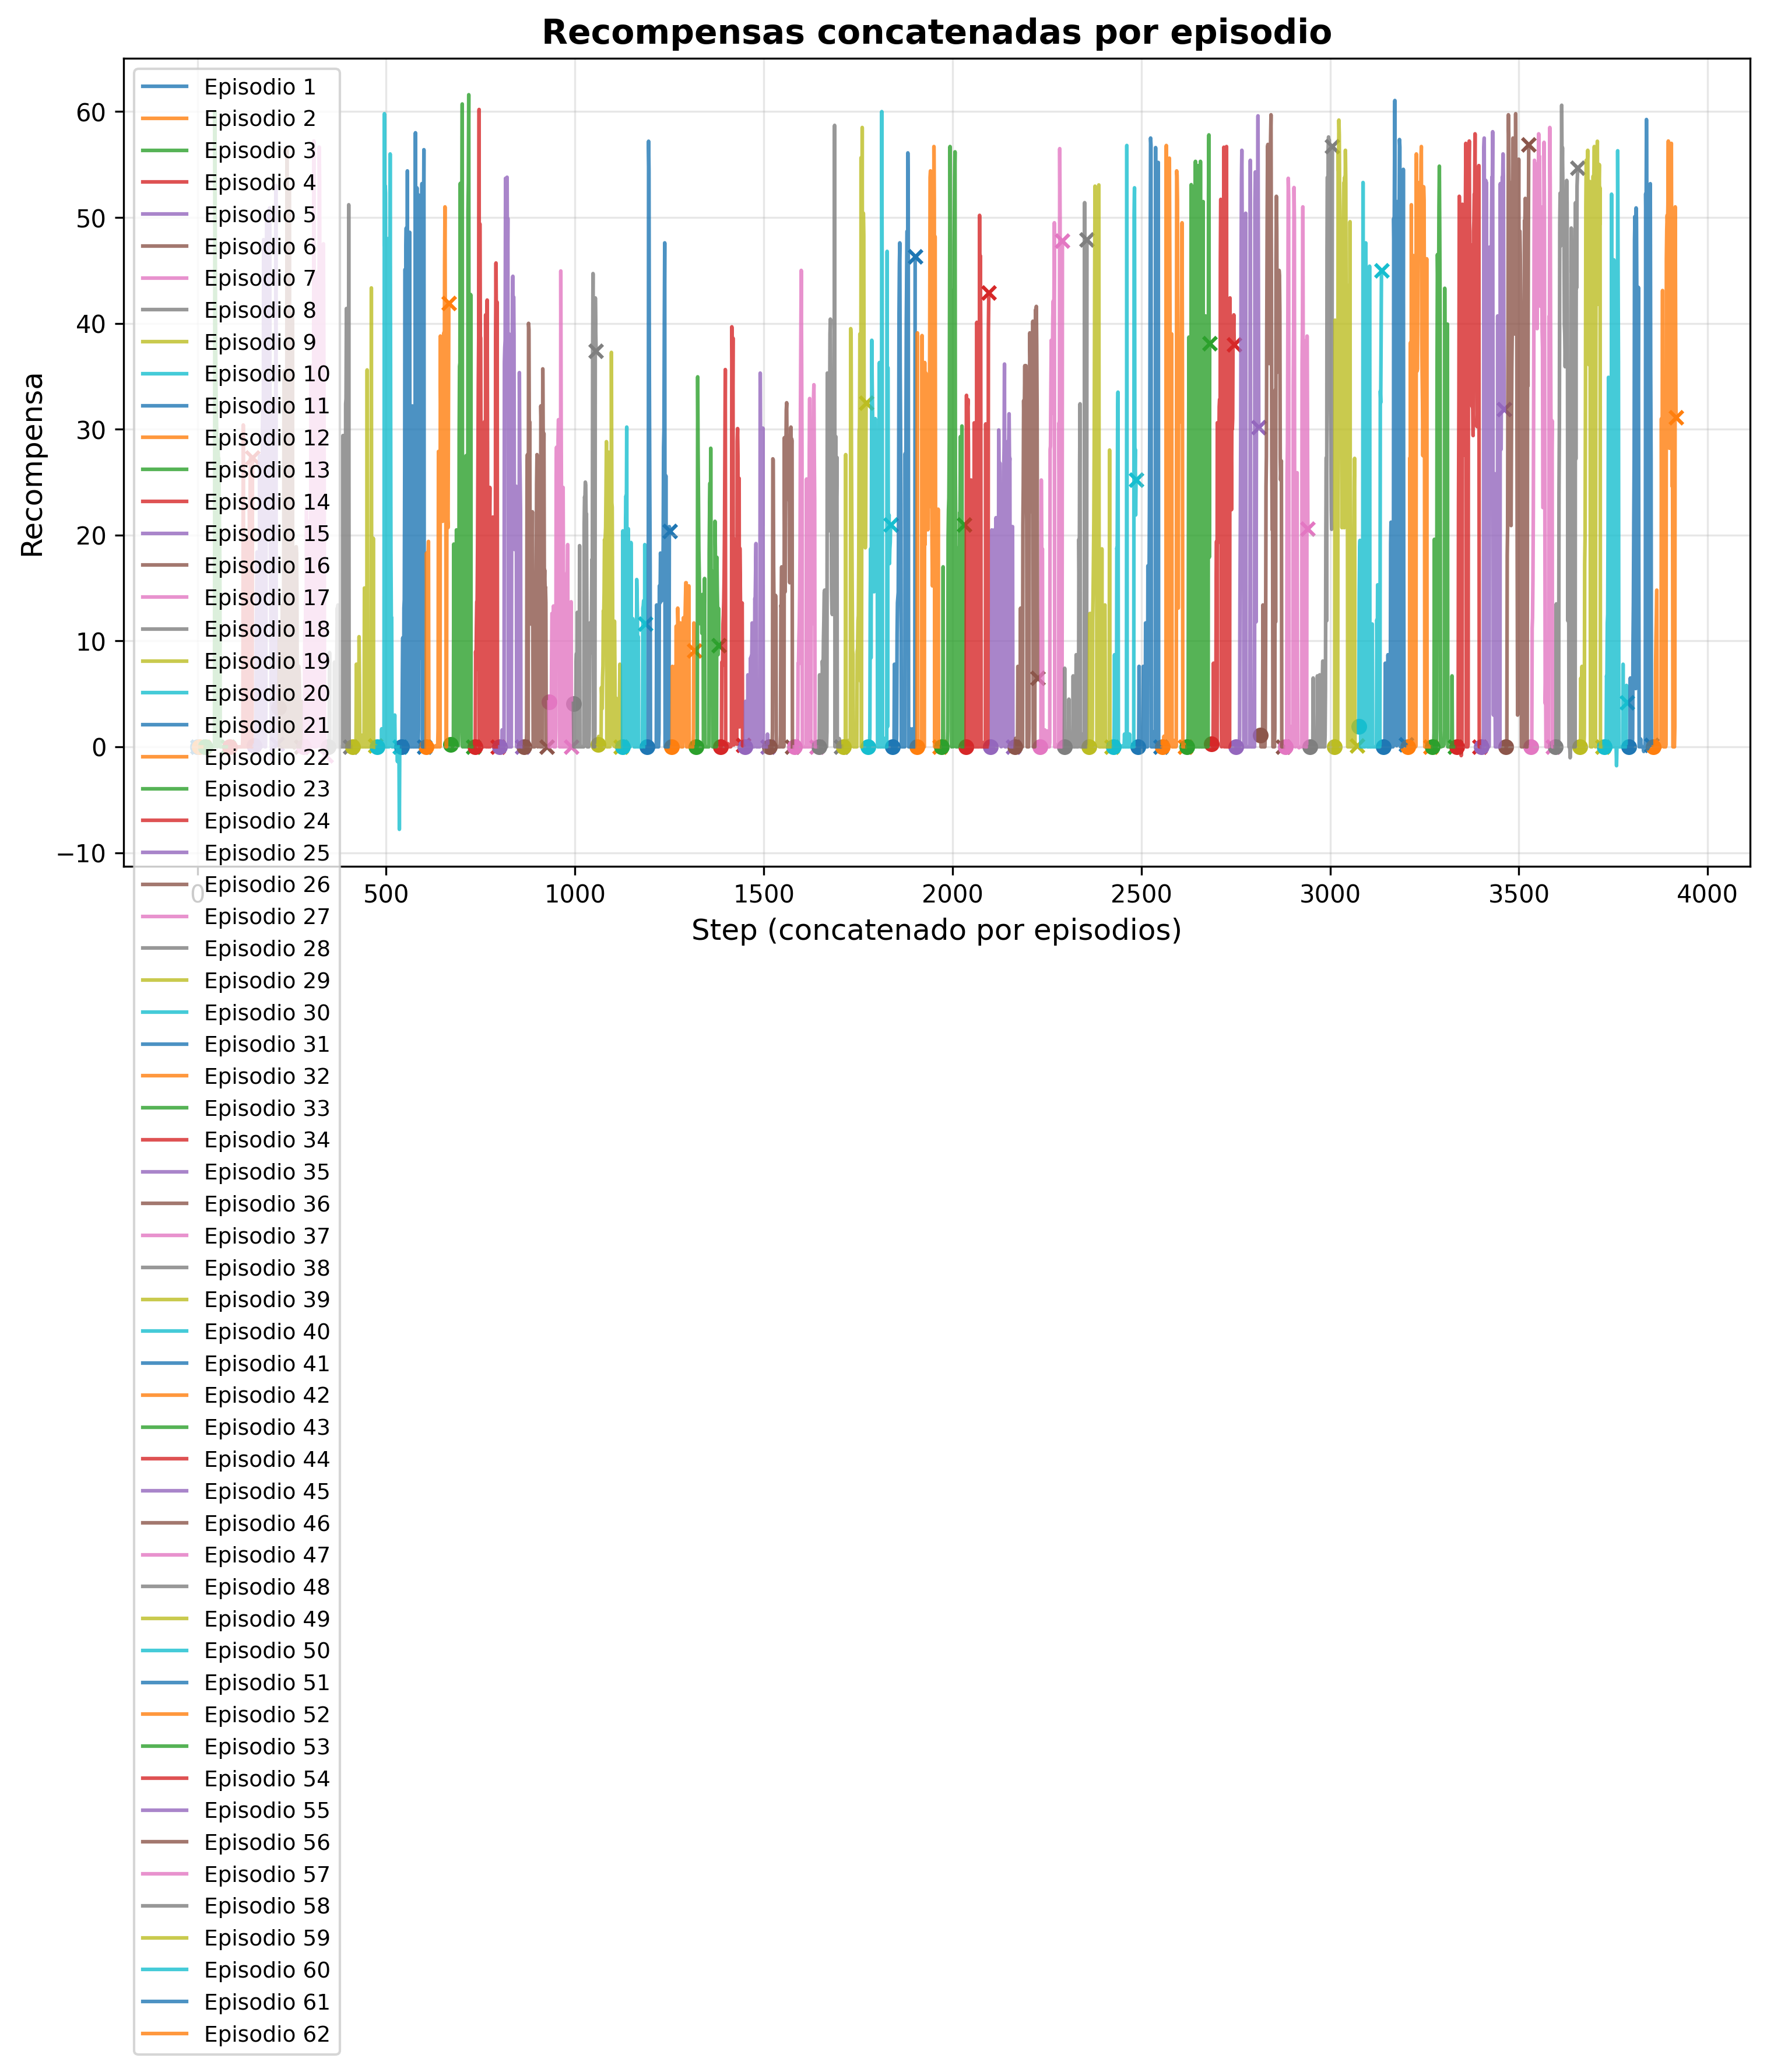 Recompensas concatenadas por episodio
Recompensa
60
50
40
30
20
10
0
−10
Episodio 1
Episodio 2
Episodio 3
Episodio 4
Episodio 5
Episodio 6
Episodio 7
Episodio 8
Episodio 9
Episodio 10
Episodio 11
Episodio 12
Episodio 13
Episodio 14
Episodio 15
Episodio 16
Episodio 17
Episodio 18
Episodio 19
Episodio 20
Episodio 21
Episodio 22
Episodio 23
Episodio 24
Episodio 25
Episodio 26
Episodio 27
Episodio 28
Episodio 29
Episodio 30
Episodio 31
Episodio 32
Episodio 33
Episodio 34
Episodio 35
Episodio 36
Episodio 37
Episodio 38
Episodio 39
Episodio 40
Episodio 41
Episodio 42
Episodio 43
Episodio 44
Episodio 45
Episodio 46
Episodio 47
Episodio 48
Episodio 49
Episodio 50
Episodio 51
Episodio 52
Episodio 53
Episodio 54
Episodio 55
Episodio 56
Episodio 57
Episodio 58
Episodio 59
Episodio 60
Episodio 61
Episodio 62
0 500 1000 1500 2000 2500 3000 3500 4000
Step (concatenado por episodios)